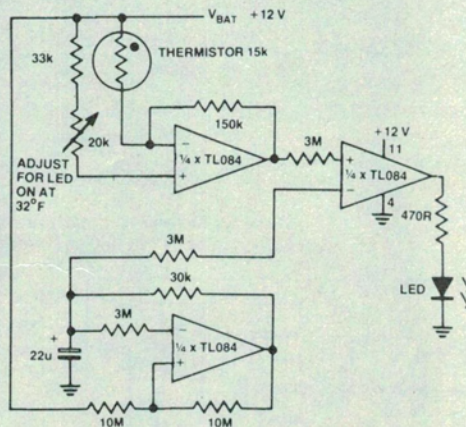 V_BAT +12 V
33k
THERMISTOR 15k
150k
20k
ADJUST
FOR LED
ON AT
32°F
−
+
¼ x TL084
3M
+12 V
11
+
−
¼ x TL084
4
470R
3M
LED
30k
3M
+
22u
−
+
¼ x TL084
10M
10M